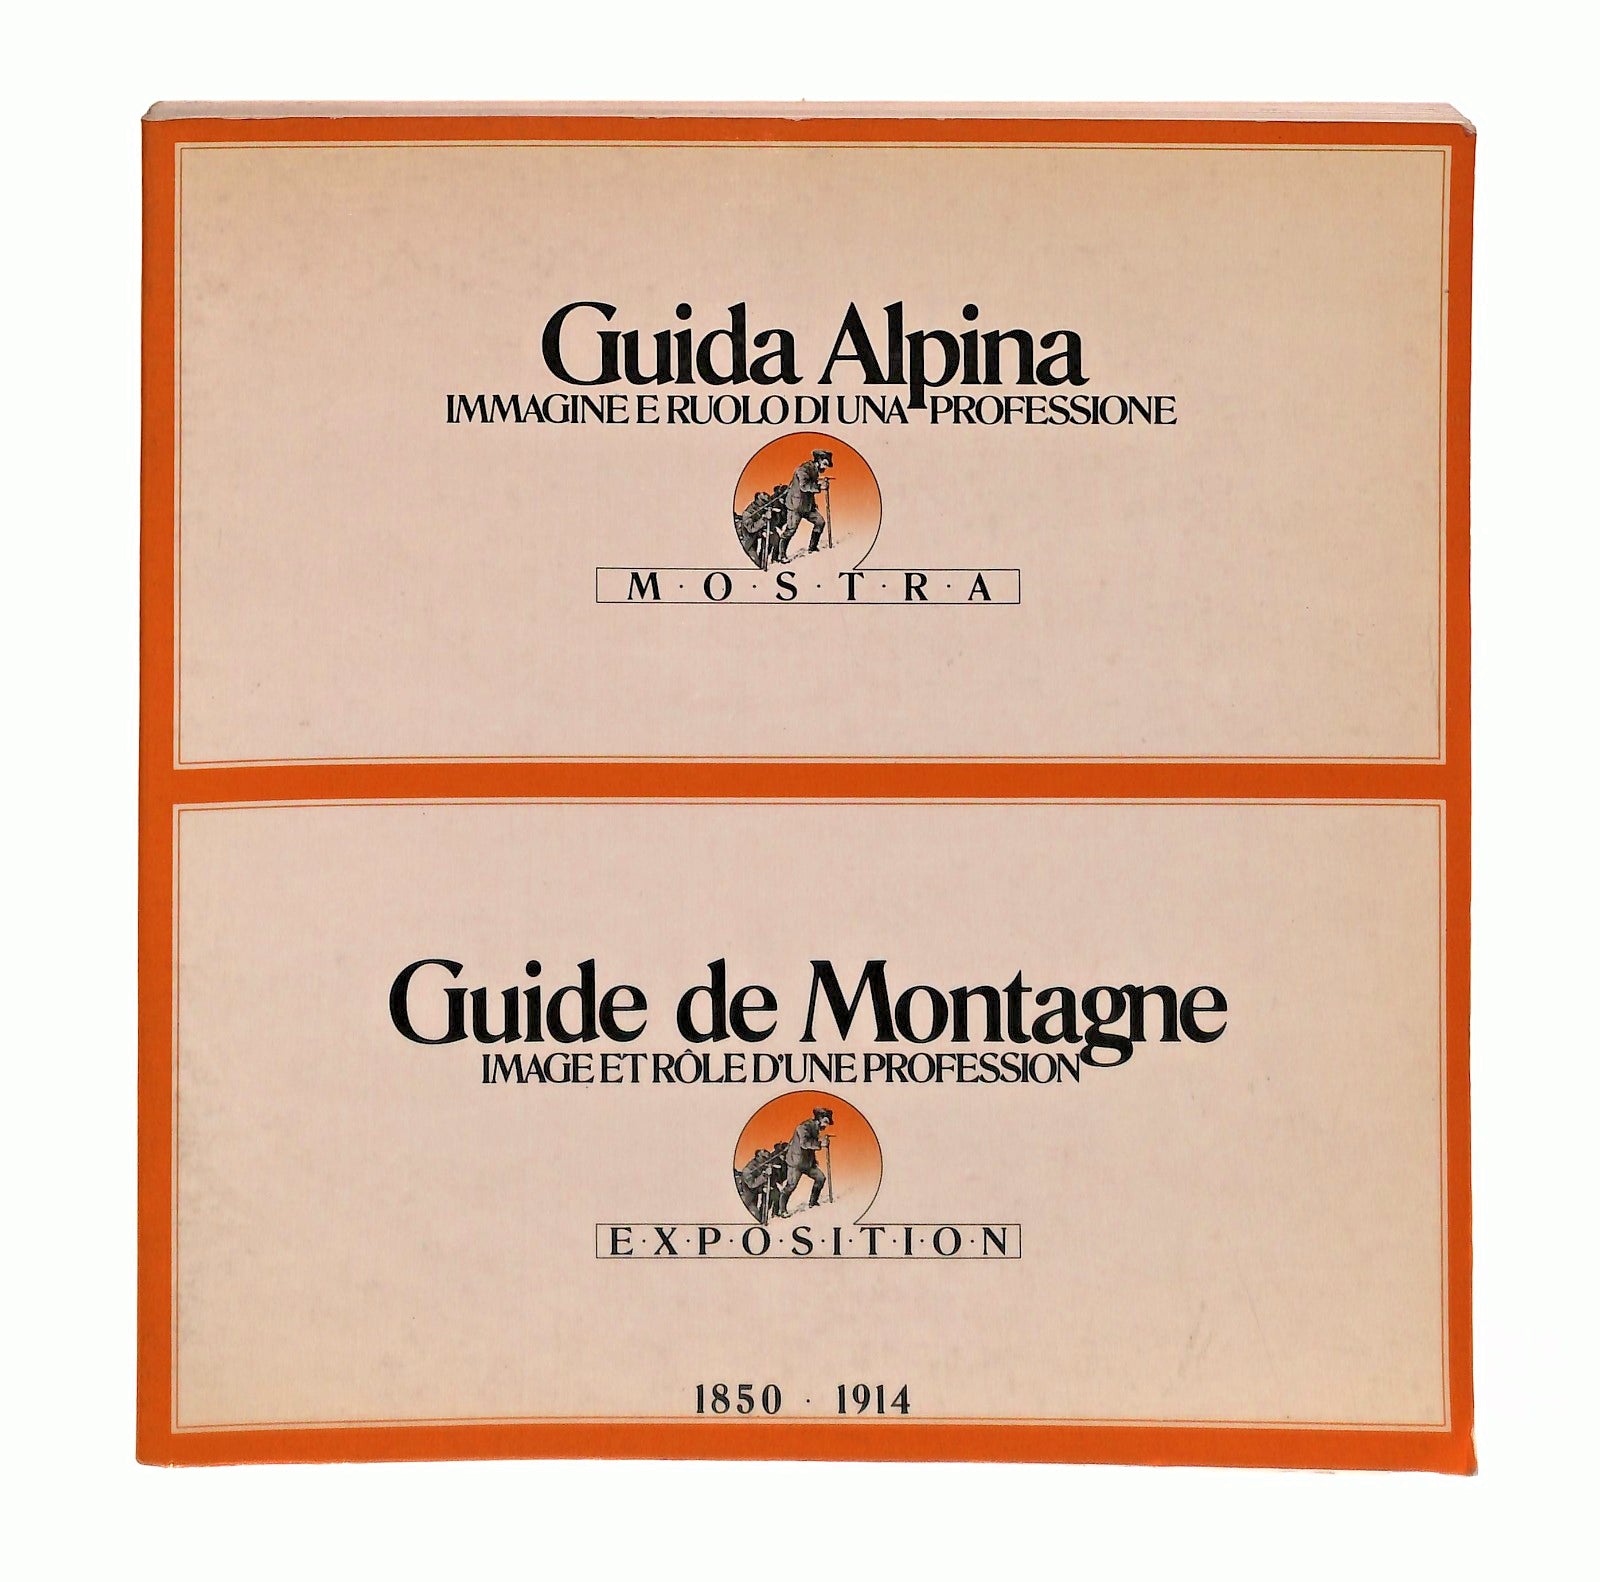 Guida Alpina
IMMAGINE E RUOLO DI UNA PROFESSIONE
M·O·S·T·R·A
Guide de Montagne
IMAGE ET RÔLE D'UNE PROFESSION
E·X·P·O·S·I·T·I·O·N
1850 · 1914